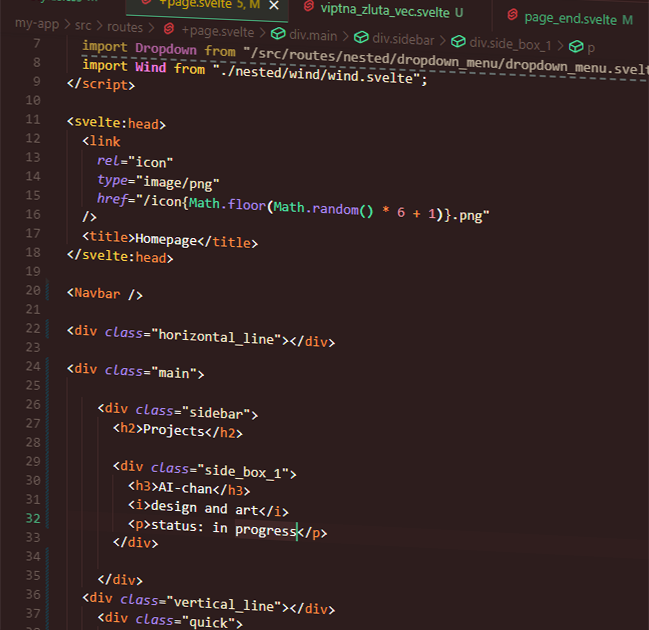 +page.svelte 5, M
viptna_zluta_vec.svelte U
page_end.svelte M
my-app > src > routes > +page.svelte > div.main > div.sidebar > div.side_box_1 > p
7 import Dropdown from "/src/routes/nested/dropdown_menu/dropdown_menu.svelt
8 import Wind from "./nested/wind/wind.svelte";
9 </script>
10
11 <svelte:head>
12 <link
13 rel="icon"
14 type="image/png"
15 href="/icon{Math.floor(Math.random() * 6 + 1)}.png"
16 />
17 <title>Homepage</title>
18 </svelte:head>
19
20 <Navbar />
21
22 <div class="horizontal_line"></div>
23
24 <div class="main">
25
26 <div class="sidebar">
27 <h2>Projects</h2>
28
29 <div class="side_box_1">
30 <h3>AI-chan</h3>
31 <i>design and art</i>
32 <p>status: in progress</p>
33 </div>
34
35 </div>
36 <div class="vertical_line"></div>
37 <div class="quick">